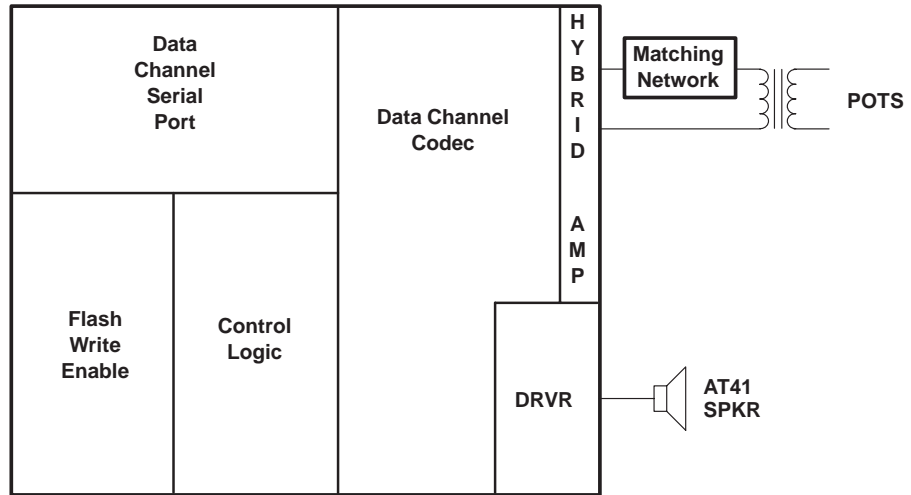 Data
Channel
Serial
Port
Data Channel
Codec
H
Y
B
R
I
D
A
M
P
Matching
Network
POTS
Flash
Write
Enable
Control
Logic
DRVR
AT41
SPKR